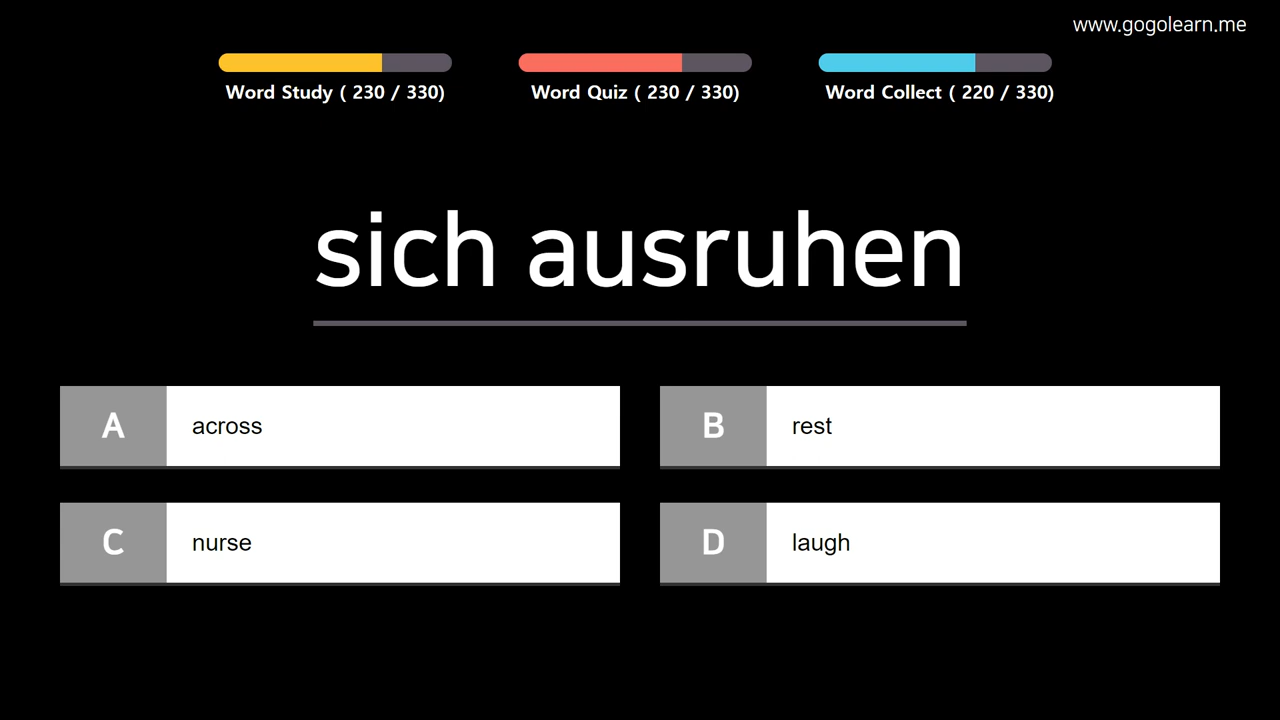 www.gogolearn.me
Word Study ( 230 / 330)
Word Quiz ( 230 / 330)
Word Collect ( 220 / 330)
sich ausruhen
A across
B rest
C nurse
D laugh